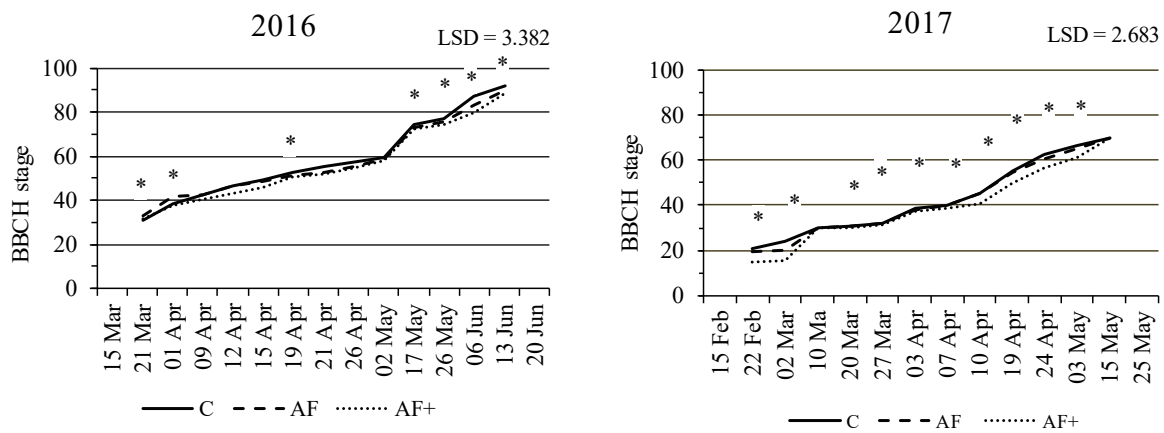 2016
LSD = 3.382
BBCH stage
100
80
60
40
20
0
* * * * * * *
15 Mar
21 Mar
01 Apr
09 Apr
12 Apr
15 Apr
19 Apr
21 Apr
26 Apr
02 May
17 May
26 May
06 Jun
13 Jun
20 Jun
C AF AF+
2017
LSD = 2.683
BBCH stage
100
80
60
40
20
0
* * * * * * * * * *
15 Feb
22 Feb
02 Mar
10 Ma
20 Mar
27 Mar
03 Apr
07 Apr
10 Apr
19 Apr
24 Apr
03 May
15 May
25 May
C AF AF+